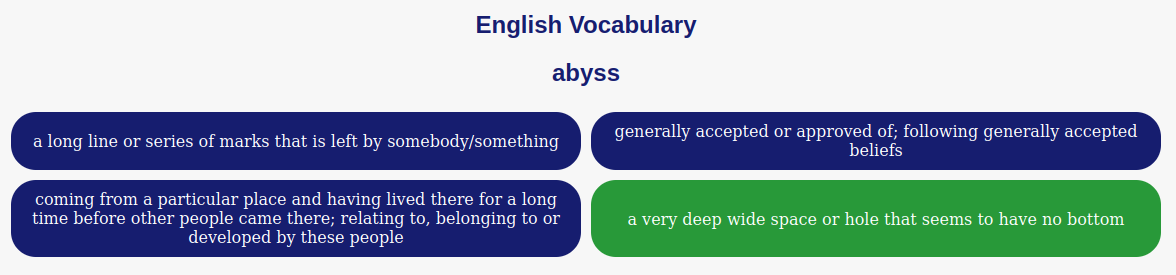 English Vocabulary
abyss
a long line or series of marks that is left by somebody/something
generally accepted or approved of; following generally accepted
beliefs
coming from a particular place and having lived there for a long
time before other people came there; relating to, belonging to or
developed by these people
a very deep wide space or hole that seems to have no bottom